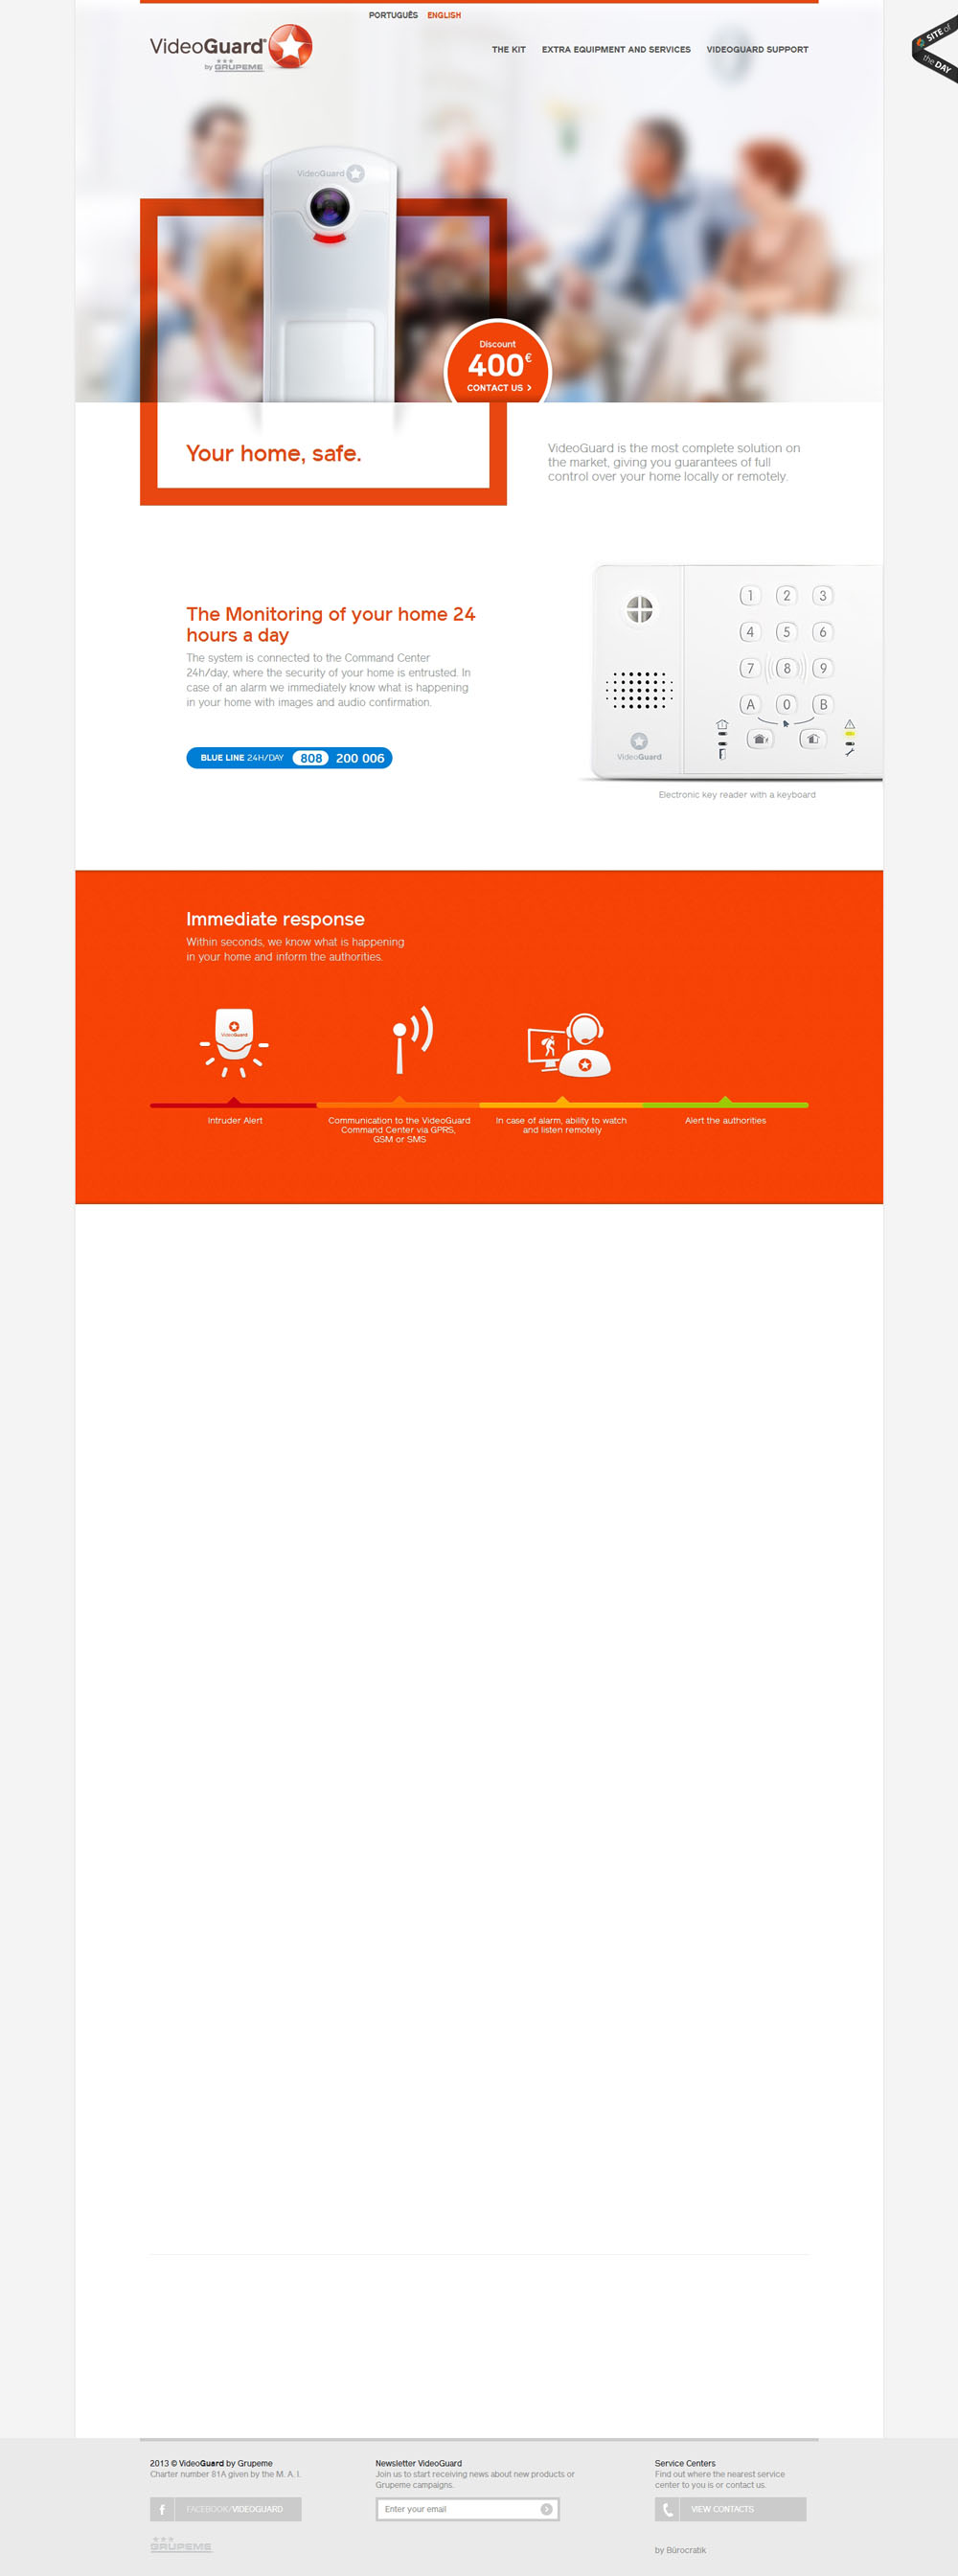 PORTUGUÊS ENGLISH
VideoGuard
by GRUPEME
THE KIT EXTRA EQUIPMENT AND SERVICES VIDEOGUARD SUPPORT
SITE of
the DAY
VideoGuard
Discount
400€
CONTACT US >
Your home, safe.
VideoGuard is the most complete solution on
the market, giving you guarantees of full
control over your home locally or remotely.
The Monitoring of your home 24
hours a day
The system is connected to the Command Center
24h/day, where the security of your home is entrusted. In
case of an alarm we immediately know what is happening
in your home with images and audio confirmation.
BLUE LINE 24H/DAY 808 200 006
1 2 3
4 5 6
7 8 9
A 0 B
VideoGuard
Electronic key reader with a keyboard
Immediate response
Within seconds, we know what is happening
in your home and inform the authorities.
VideoGuard
Intruder Alert
Communication to the VideoGuard
Command Center via GPRS,
GSM or SMS
In case of alarm, ability to watch
and listen remotely
Alert the authorities
2013 © VideoGuard by Grupeme
Charter number 81A given by the M. A. I.
FACEBOOK/VIDEOGUARD
GRUPEME
Newsletter VideoGuard
Join us to start receiving news about new products or
Grupeme campaigns.
Enter your email
Service Centers
Find out where the nearest service
center to you is or contact us.
VIEW CONTACTS
by Bürocratik